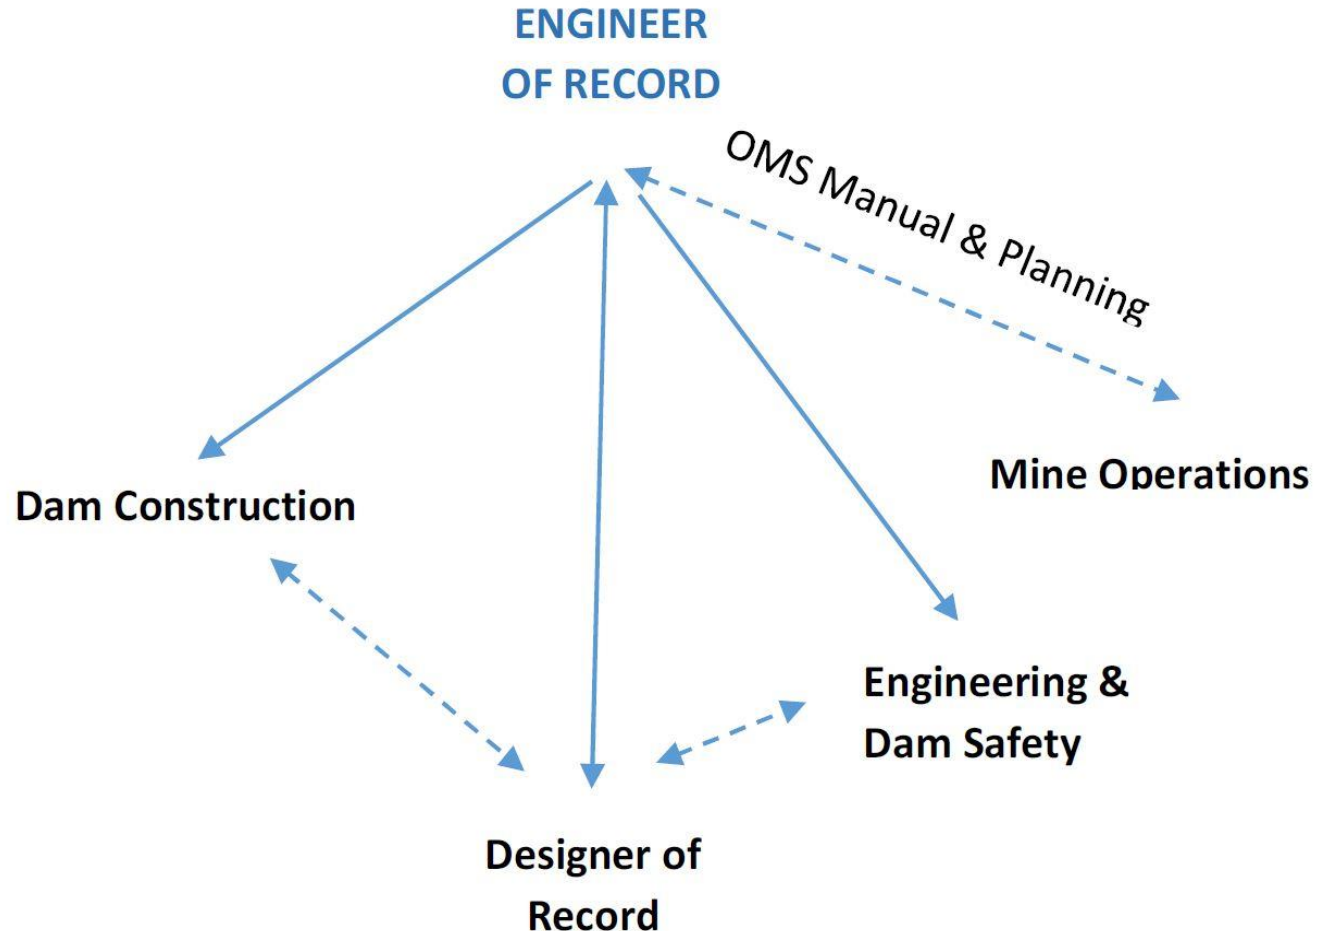 ENGINEER
OF RECORD
OMS Manual & Planning
Mine Operations
Dam Construction
Engineering &
Dam Safety
Designer of
Record